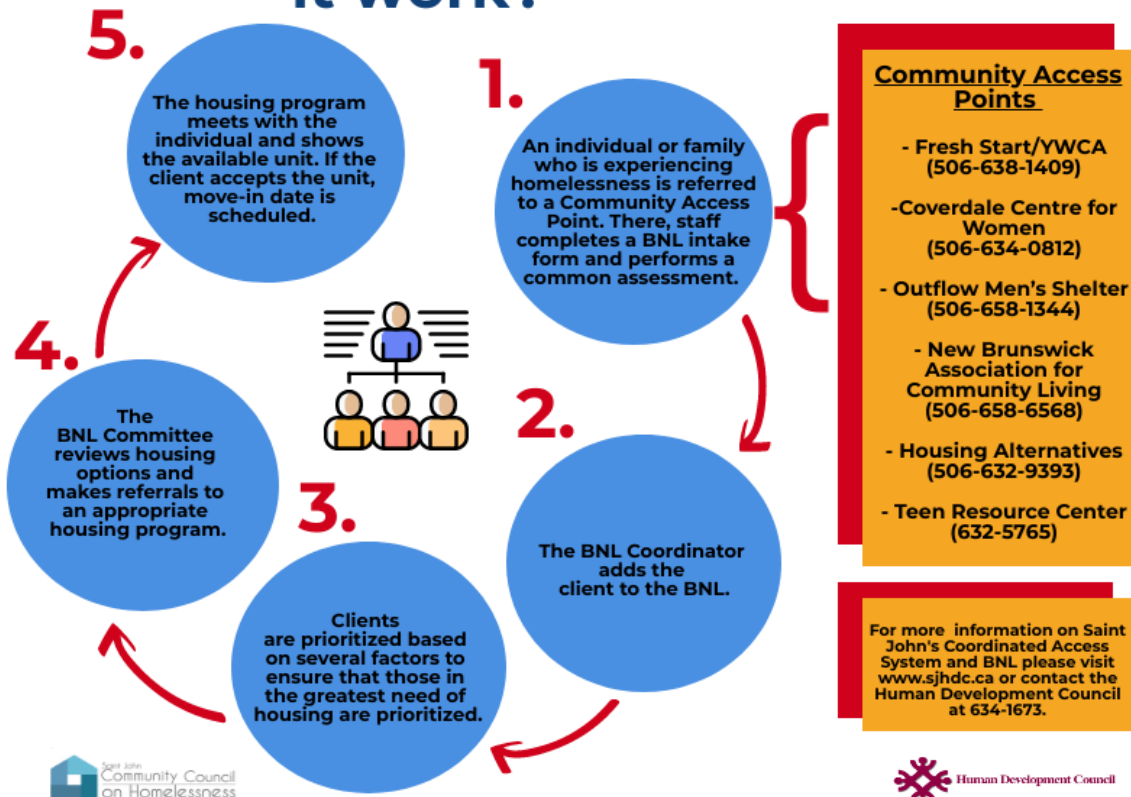 it work?
5.
The housing program
meets with the
individual and shows
the available unit. If the
client accepts the unit,
move-in date is
scheduled.
1.
An individual or family
who is experiencing
homelessness is referred
to a Community Access
Point. There, staff
completes a BNL intake
form and performs a
common assessment.
Community Access
Points
- Fresh Start/YWCA
(506-638-1409)
-Coverdale Centre for
Women
(506-634-0812)
- Outflow Men's Shelter
(506-658-1344)
- New Brunswick
Association for
Community Living
(506-658-6568)
- Housing Alternatives
(506-632-9393)
- Teen Resource Center
(632-5765)
4.
The
BNL Committee
reviews housing
options and
makes referrals to
an appropriate
housing program.
2.
The BNL Coordinator
adds the
client to the BNL.
3.
Clients
are prioritized based
on several factors to
ensure that those in
the greatest need of
housing are prioritized.
For more information on Saint
John's Coordinated Access
System and BNL please visit
www.sjhdc.ca or contact the
Human Development Council
at 634-1673.
Saint John
Community Council
on Homelessness
Human Development Council